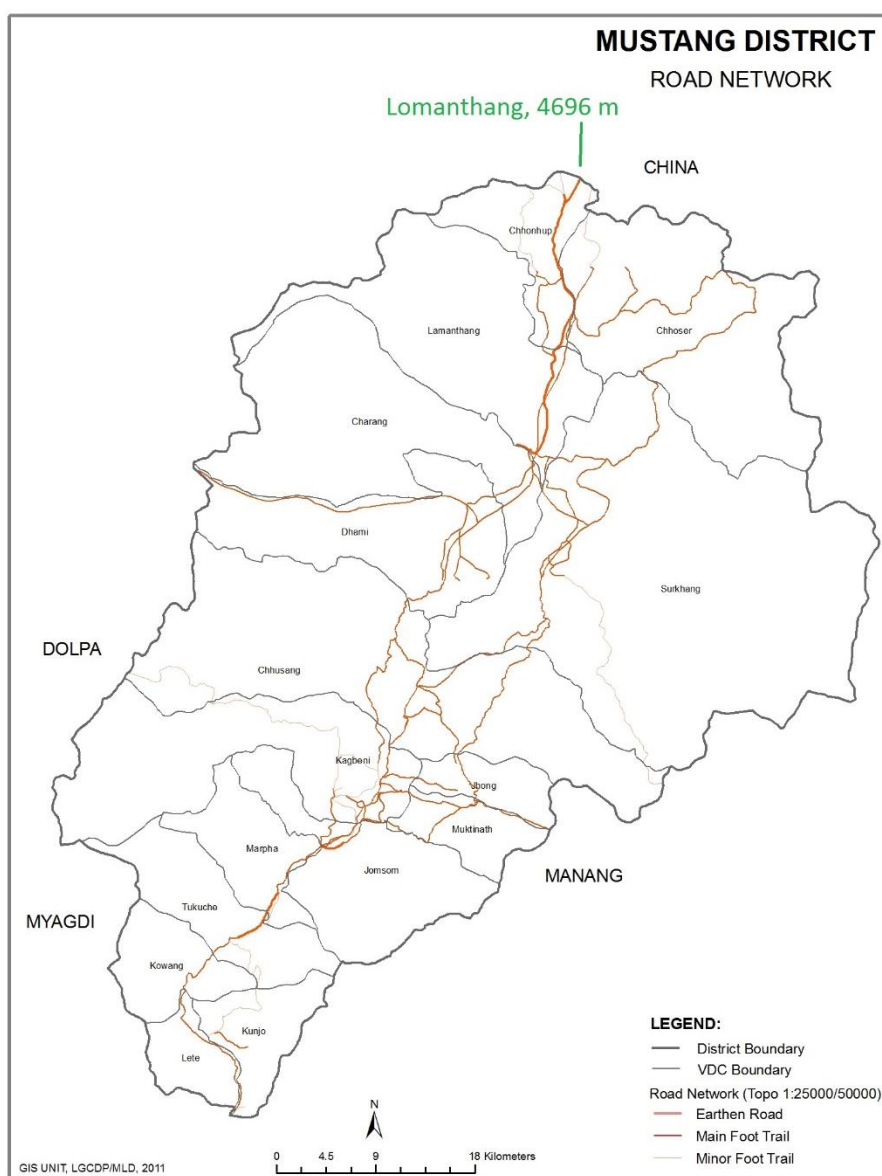 MUSTANG DISTRICT
ROAD NETWORK
Lomanthang, 4696 m
CHINA
Chhonhup
Lamanthang
Chhoser
Charang
Dhami
Surkhang
DOLPA
Chhusang
Kagbeni
Jhong
Marpha
Muktinath
Jomsom
MANANG
Tukuche
MYAGDI
Kowang
Kunjo
Lete
LEGEND:
District Boundary
VDC Boundary
Road Network (Topo 1:25000/50000)
Earthen Road
Main Foot Trail
Minor Foot Trail
N
0 4.5 9 18 Kilometers
GIS UNIT, LGCDP/MLD, 2011